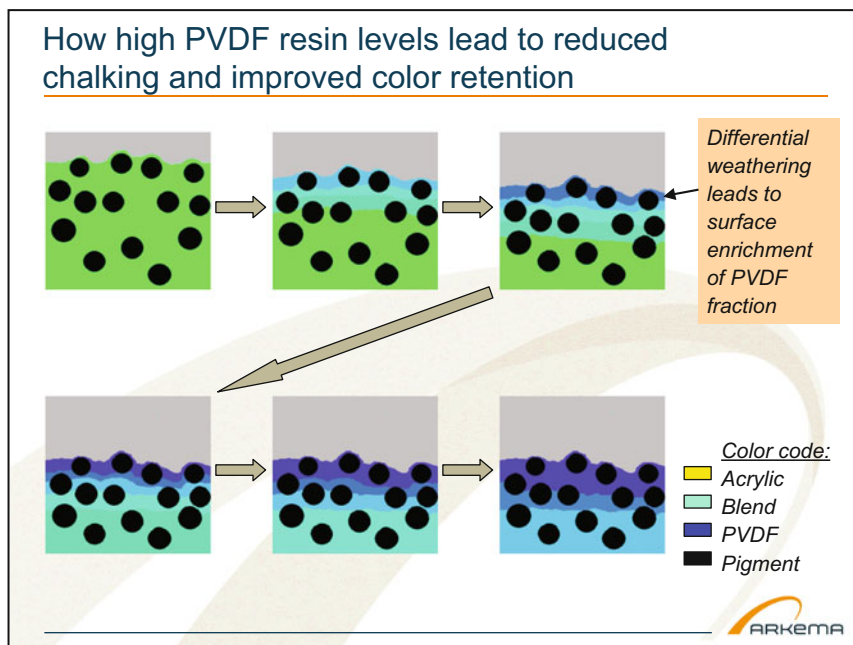 How high PVDF resin levels lead to reduced
chalking and improved color retention
Differential
weathering
leads to
surface
enrichment
of PVDF
fraction
Color code:
Acrylic
Blend
PVDF
Pigment
ARKEMA